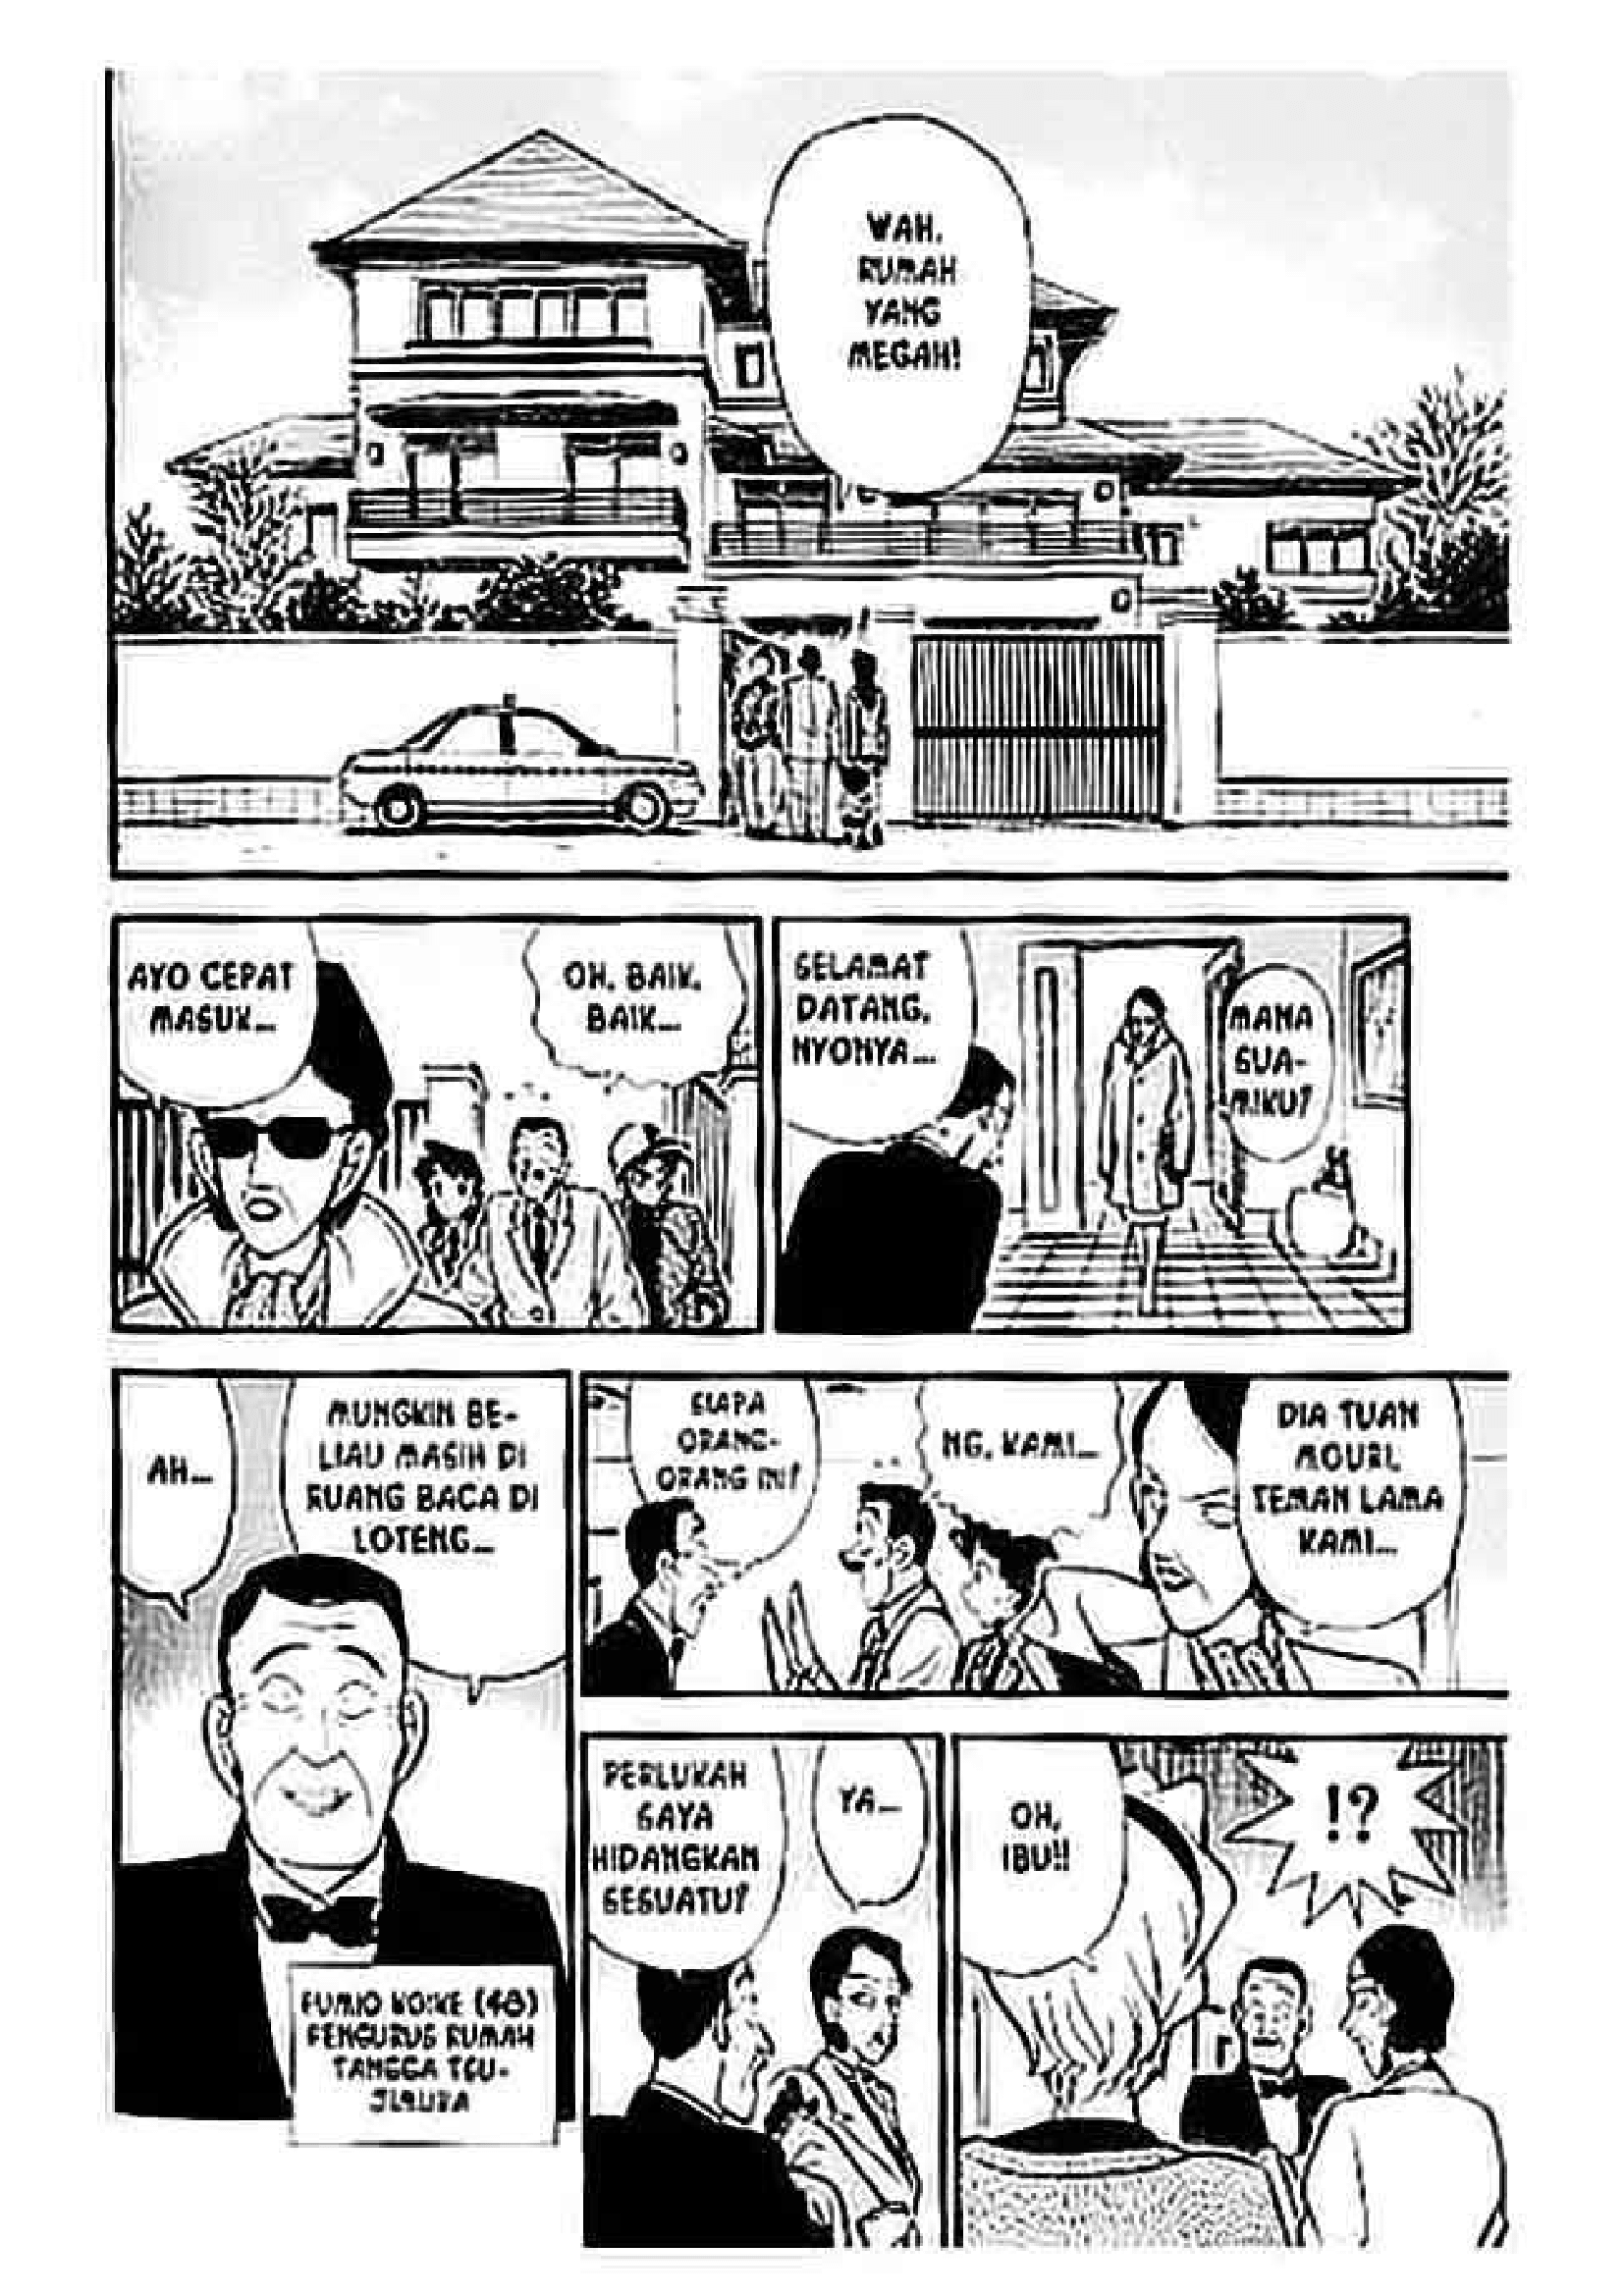 WAH,
RUMAH
YANG
MEGAH!
AYO CEPAT
MASUK...
OH, BAIK,
BAIK...
SELAMAT
DATANG,
NYONYA...
MANA
SUA-
MIKU?
AH...
MUNGKIN BE-
LIAU MASIH DI
RUANG BACA DI
LOTENG...
FUMIO KOIKE (48)
PENGURUS RUMAH
TANGGA TSU-
JIMURA
SIAPA
ORANG-
ORANG INI?
NG, KAMI...
DIA TUAN
MOURI,
TEMAN LAMA
KAMI...
PERLUKAH
SAYA
HIDANGKAN
SESUATU?
YA...
OH,
IBU!!
!?